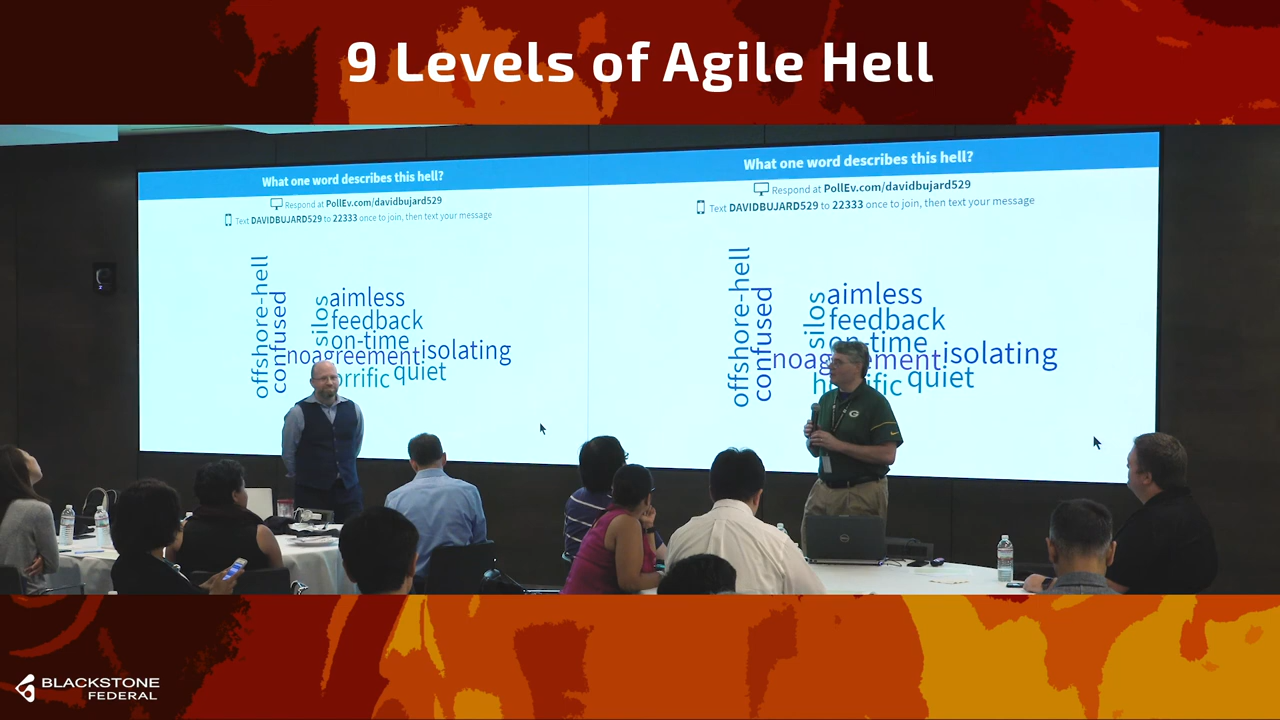 9 Levels of Agile Hell
What one word describes this hell?
Respond at PollEv.com/davidbujard529
Text DAVIDBUJARD529 to 22333 once to join, then text your message
offshore-hell
confused
silos
aimless
feedback
on-time
noagreement
isolating
quiet
What one word describes this hell?
Respond at PollEv.com/davidbujard529
Text DAVIDBUJARD529 to 22333 once to join, then text your message
offshore-hell
confused
silos
aimless
feedback
on-time
isolating
quiet
G
DELL
BLACKSTONE
FEDERAL